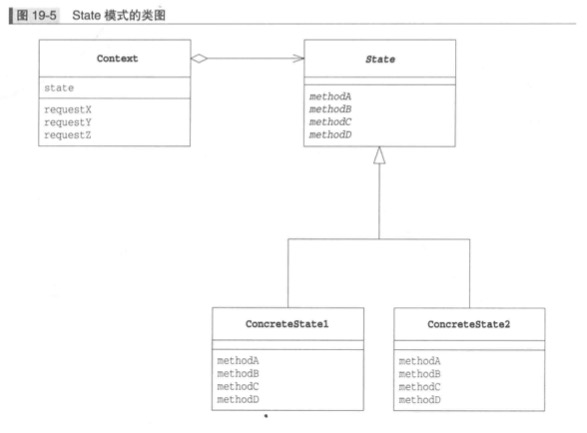 图 19-5 State 模式的类图
Context
state
requestX
requestY
requestZ
State
methodA
methodB
methodC
methodD
ConcreteState1
methodA
methodB
methodC
methodD
ConcreteState2
methodA
methodB
methodC
methodD